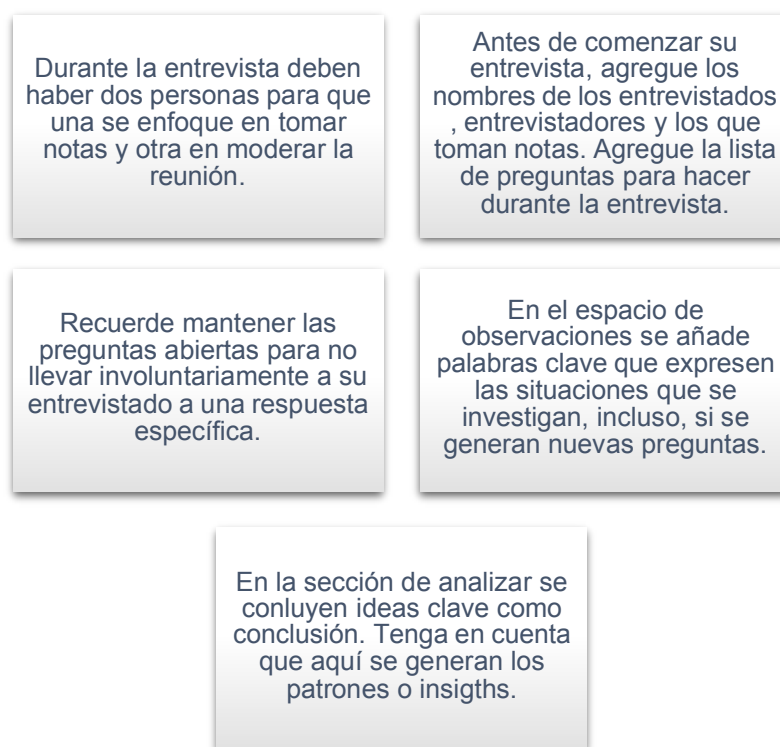 Durante la entrevista deben
haber dos personas para que
una se enfoque en tomar
notas y otra en moderar la
reunión.
Antes de comenzar su
entrevista, agregue los
nombres de los entrevistados
, entrevistadores y los que
toman notas. Agregue la lista
de preguntas para hacer
durante la entrevista.
Recuerde mantener las
preguntas abiertas para no
llevar involuntariamente a su
entrevistado a una respuesta
específica.
En el espacio de
observaciones se añade
palabras clave que expresen
las situaciones que se
investigan, incluso, si se
generan nuevas preguntas.
En la sección de analizar se
conluyen ideas clave como
conclusión. Tenga en cuenta
que aquí se generan los
patrones o insigths.